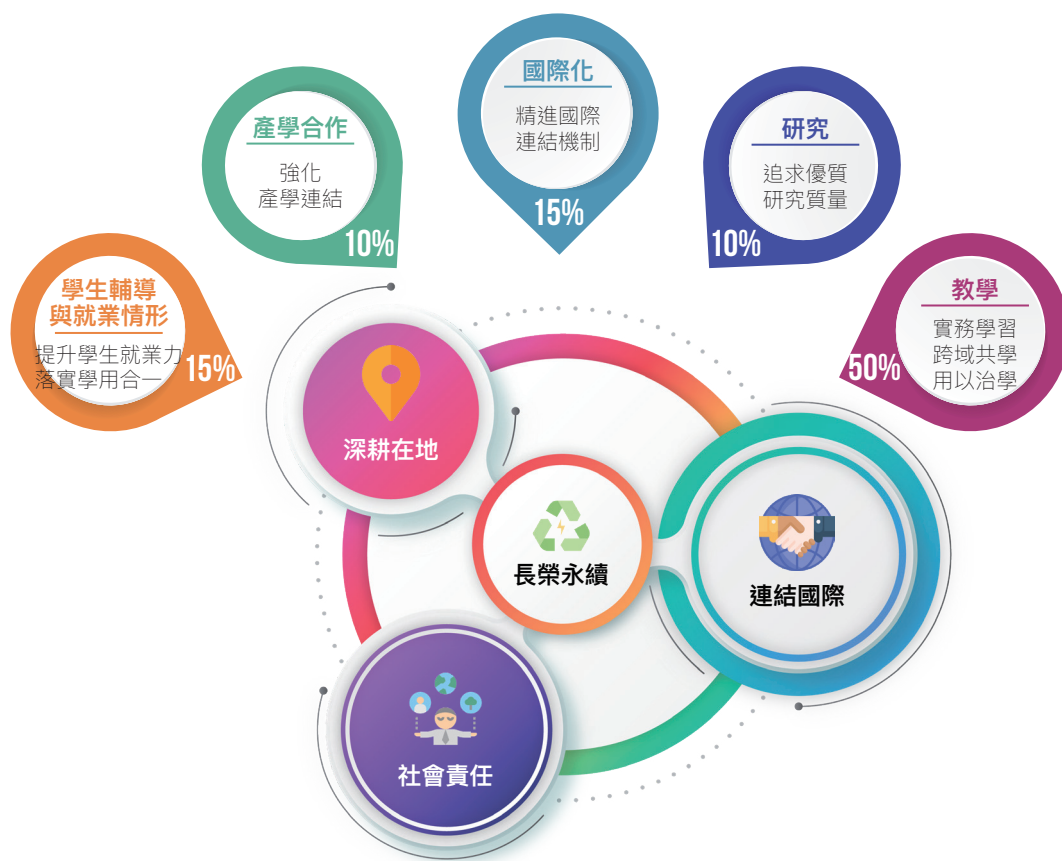 國際化
精進國際
連結機制
15%
產學合作
強化
產學連結
10%
研究
追求優質
研究質量
10%
學生輔導
與就業情形
提升學生就業力
落實學用合一
15%
教學
實務學習
跨域共學
用以治學
50%
深耕在地
長榮永續
連結國際
社會責任